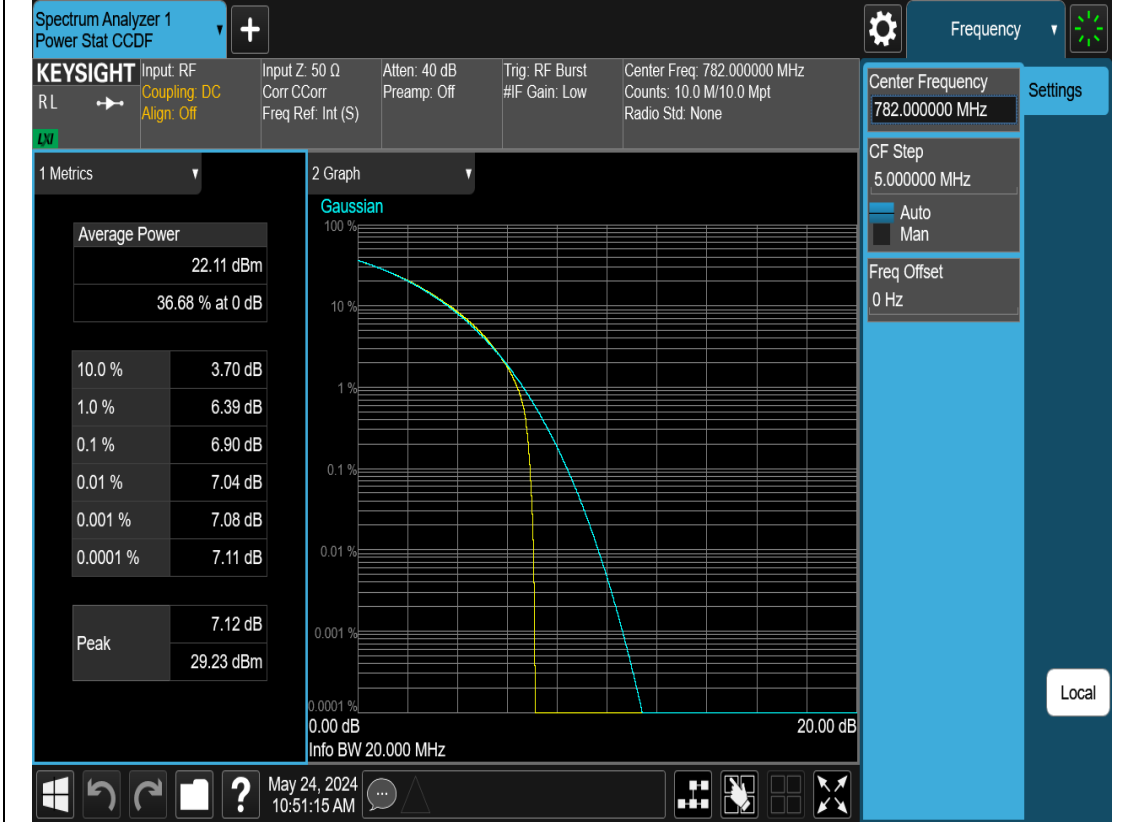 Spectrum Analyzer 1
Power Stat CCDF
Frequency
KEYSIGHT
RL
LXI
Input: RF
Coupling: DC
Align: Off
Input Z: 50 Ω
Corr CCorr
Freq Ref: Int (S)
Atten: 40 dB
Preamp: Off
Trig: RF Burst
#IF Gain: Low
Center Freq: 782.000000 MHz
Counts: 10.0 M/10.0 Mpt
Radio Std: None
Center Frequency
782.000000 MHz
Settings
CF Step
5.000000 MHz
Auto
Man
Freq Offset
0 Hz
Local
1 Metrics
Average Power
22.11 dBm
36.68 % at 0 dB
10.0 % 3.70 dB
1.0 % 6.39 dB
0.1 % 6.90 dB
0.01 % 7.04 dB
0.001 % 7.08 dB
0.0001 % 7.11 dB
Peak 7.12 dB
29.23 dBm
2 Graph
Gaussian
100 %
10 %
1 %
0.1 %
0.01 %
0.001 %
0.0001 %
0.00 dB 20.00 dB
Info BW 20.000 MHz
?
May 24, 2024
10:51:15 AM